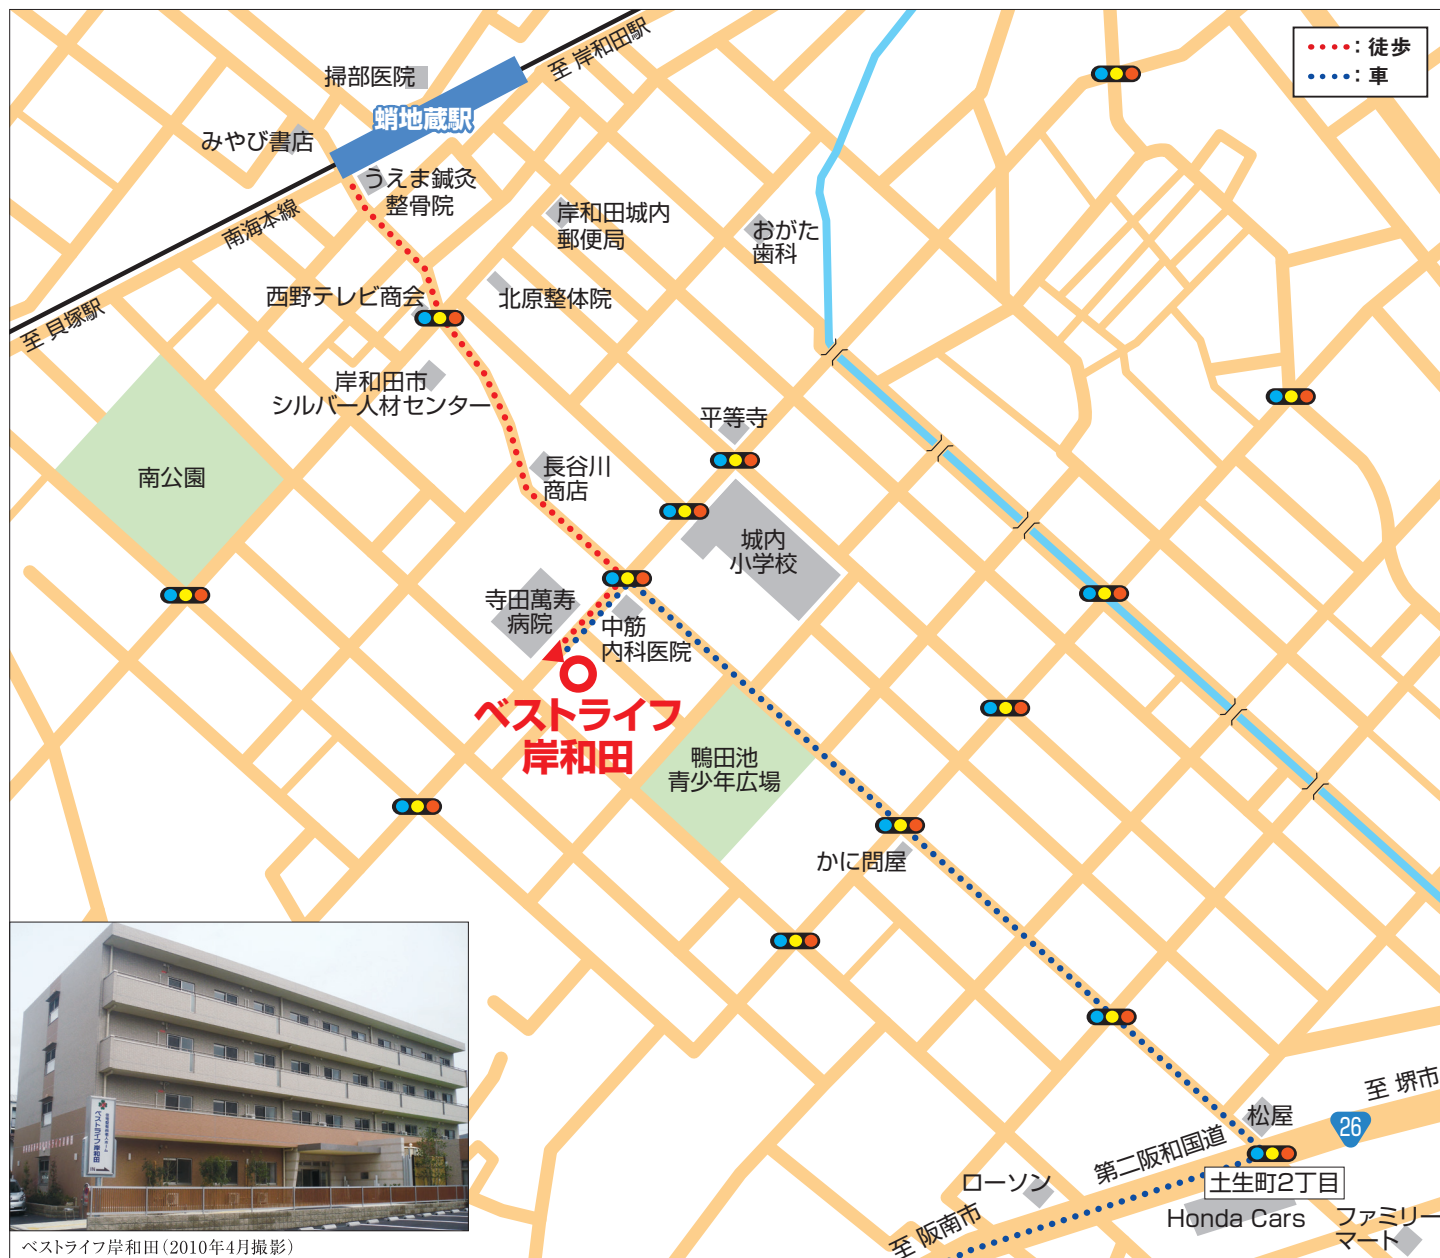 至 岸和田駅
‥‥:徒歩
‥‥:車
掃部医院
蛸地蔵駅
みやび書店
うえま鍼灸
整骨院
南海本線
岸和田城内
郵便局
おがた
歯科
西野テレビ商会
北原整体院
至 貝塚駅
岸和田市
シルバー人材センター
平等寺
南公園
長谷川
商店
城内
小学校
寺田萬寿
病院
中筋
内科医院
ベストライフ
岸和田
鴨田池
青少年広場
かに問屋
至 堺市
松屋
26
第二阪和国道
土生町2丁目
ローソン
Honda Cars
ファミリー
マート
至 阪南市
ベストライフ岸和田
ベストライフ岸和田(2010年4月撮影)